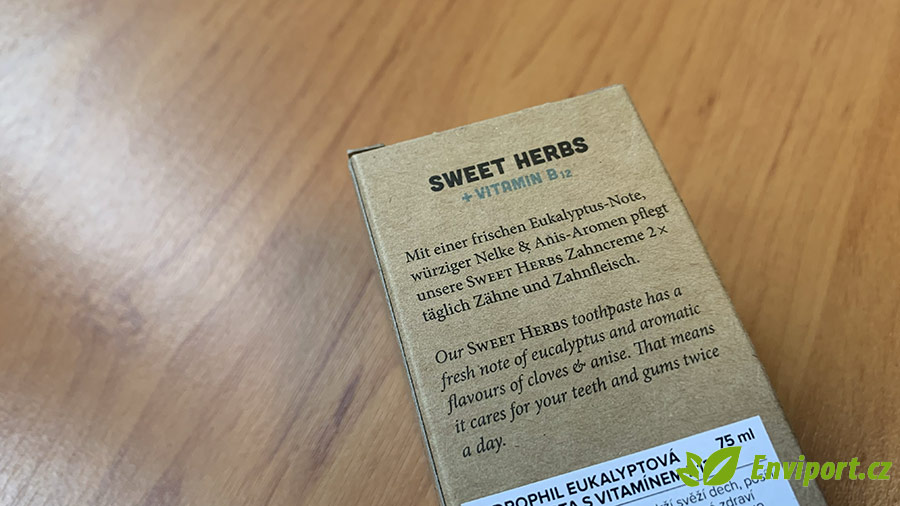 SWEET HERBS
+ VITAMIN B12
Mit einer frischen Eukalyptus-Note,
würziger Nelke & Anis-Aromen pflegt
unsere SWEET HERBS Zahncreme 2×
täglich Zähne und Zahnfleisch.
Our SWEET HERBS toothpaste has a
fresh note of eucalyptus and aromatic
flavours of cloves & anise. That means
it cares for your teeth and gums twice
a day.
75 ml
EUKALYPTOVÁ
S VITAMÍNEM
svěží dech,
zdraví
Enviport.cz